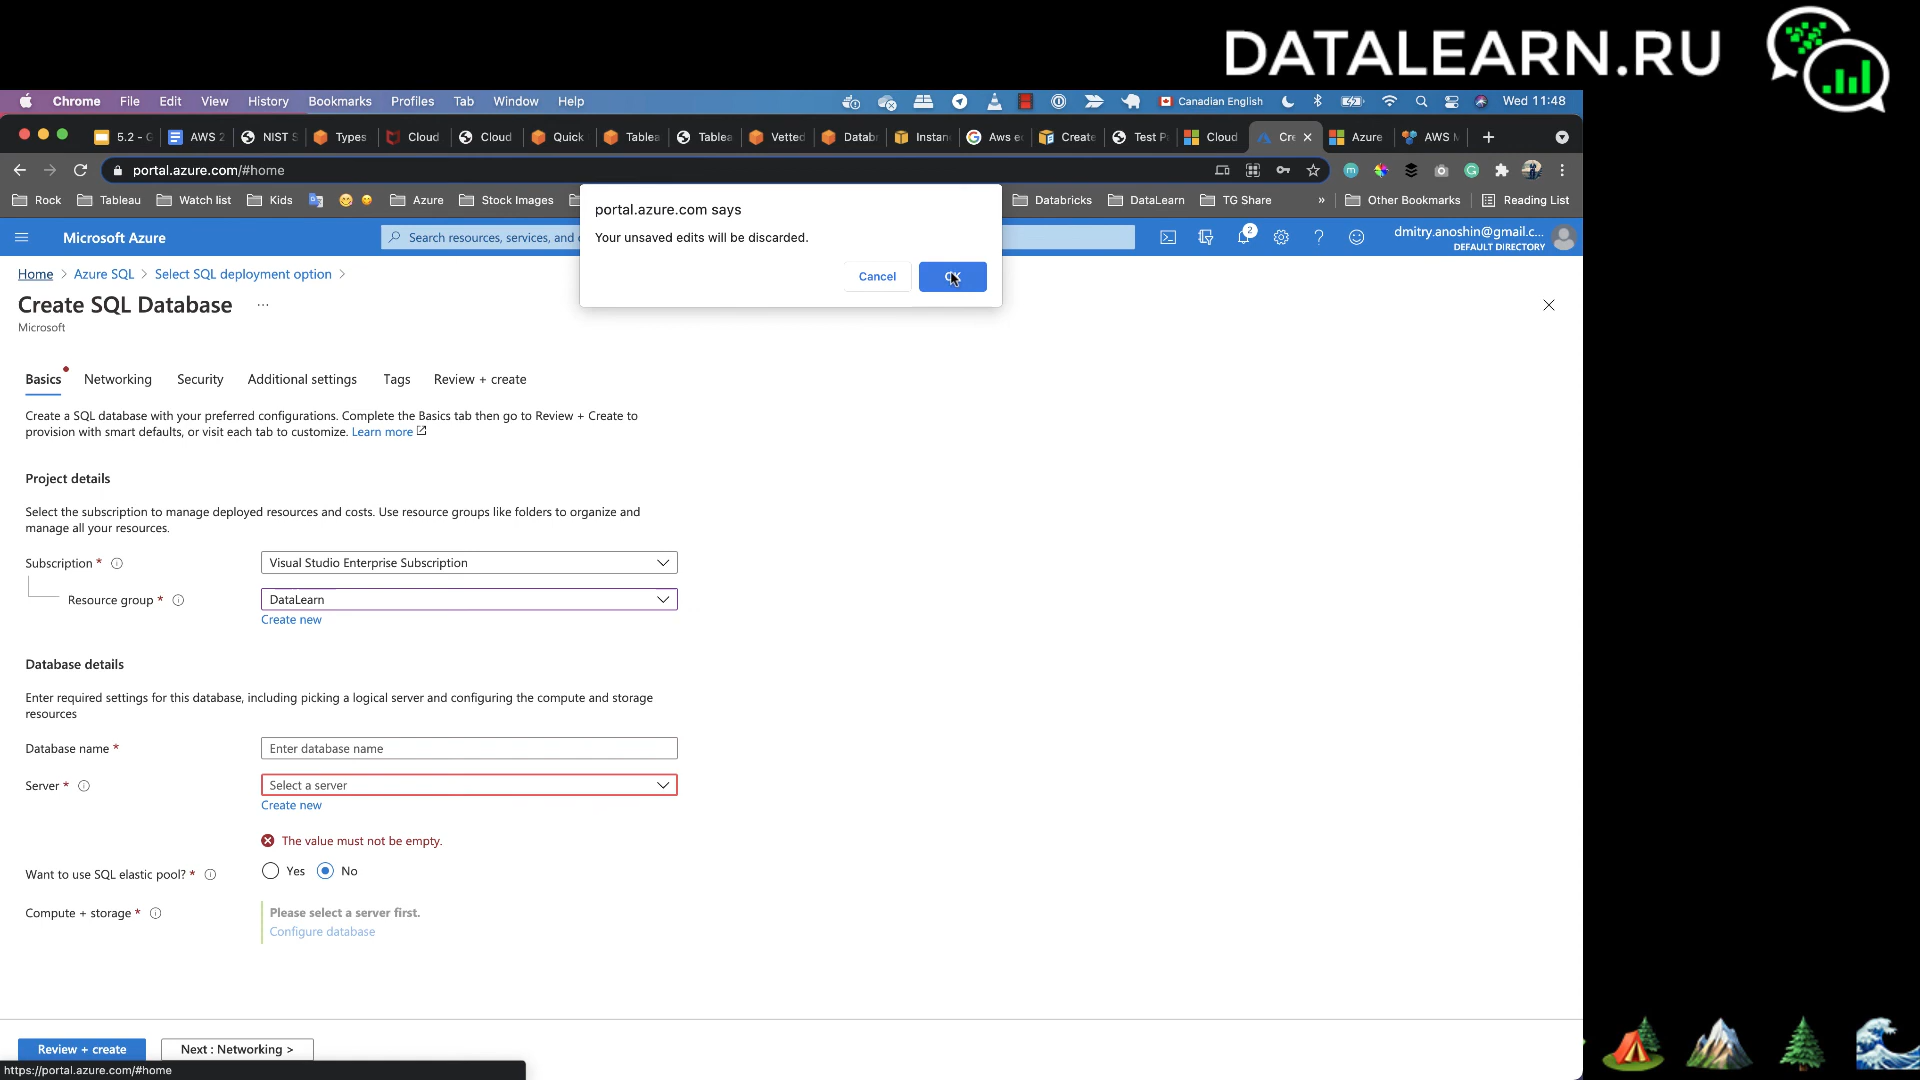 DATALEARN.RU
Chrome File Edit View History Bookmarks Profiles Tab Window Help Canadian English Wed 11:48
5.2 - G AWS 2 NIST S Types Cloud Cloud Quick Tablea Tablea Vetted Datab Instan Aws e Create Test P Cloud Cre Azure AWS
portal.azure.com/#home
Rock Tableau Watch list Kids Azure Stock Images Databricks DataLearn TG Share » Other Bookmarks Reading List
portal.azure.com says
Your unsaved edits will be discarded.
Cancel
Microsoft Azure
Search resources, services, and
2
dmitry.anoshin@gmail.c...
DEFAULT DIRECTORY
Home > Azure SQL > Select SQL deployment option >
Create SQL Database ...
Microsoft
Basics Networking Security Additional settings Tags Review + create
Create a SQL database with your preferred configurations. Complete the Basics tab then go to Review + Create to
provision with smart defaults, or visit each tab to customize. Learn more
Project details
Select the subscription to manage deployed resources and costs. Use resource groups like folders to organize and
manage all your resources.
Subscription * Visual Studio Enterprise Subscription
Resource group * DataLearn
Create new
Database details
Enter required settings for this database, including picking a logical server and configuring the compute and storage
resources
Database name * Enter database name
Server * Select a server
Create new
The value must not be empty.
Want to use SQL elastic pool? * Yes No
Compute + storage * Please select a server first.
Configure database
Review + create Next : Networking >
https://portal.azure.com/#home